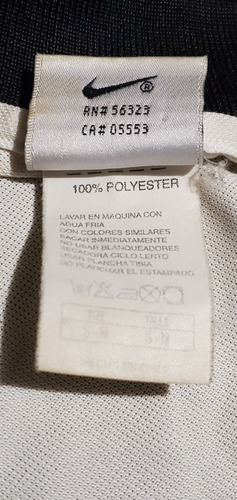 ®
RN# 56323
CA# 05553
100% POLYESTER
LAVAR EN MAQUINA CON
AGUA FRIA
CON COLORES SIMILARES
SACAR INMEDIATAMENTE
NO USAR BLANQUEADORES
SECADORA CICLO LENTO
USAR PLANCHA TIBIA
NO PLANCHAR EL ESTAMPADO